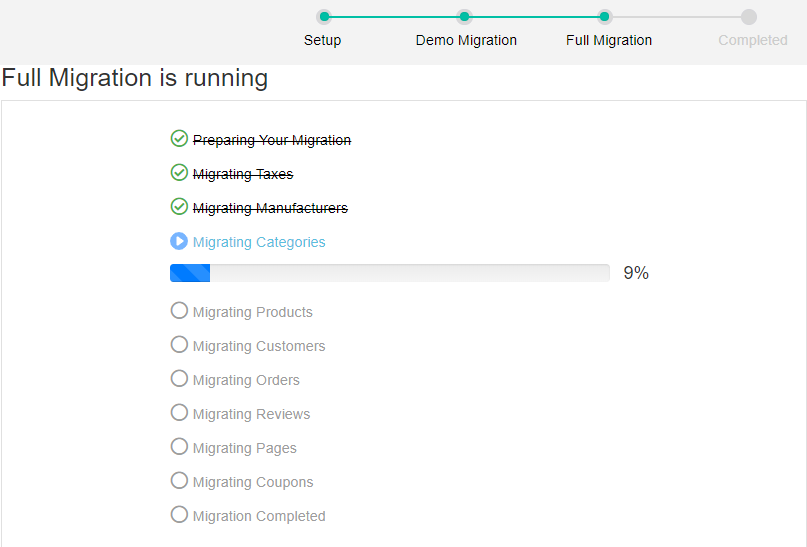 Setup Demo Migration Full Migration Completed
Full Migration is running
Preparing Your Migration
Migrating Taxes
Migrating Manufacturers
Migrating Categories
9%
Migrating Products
Migrating Customers
Migrating Orders
Migrating Reviews
Migrating Pages
Migrating Coupons
Migration Completed